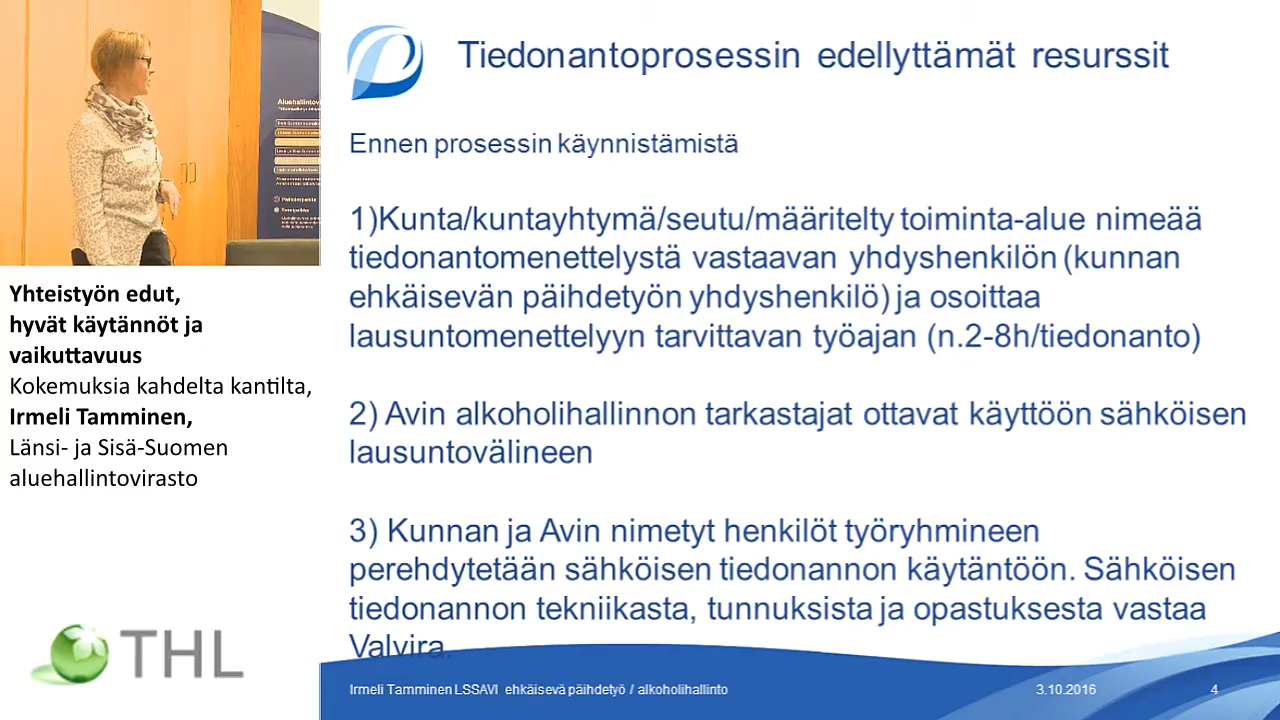 Tiedonantoprosessin edellyttämät resurssit
Ennen prosessin käynnistämistä
1)Kunta/kuntayhtymä/seutu/määritelty toiminta-alue nimeää
tiedonantomenettelystä vastaavan yhdyshenkilön (kunnan
ehkäisevän päihdetyön yhdyshenkilö) ja osoittaa
lausuntomenettelyyn tarvittavan työajan (n.2-8h/tiedonanto)
2) Avin alkoholihallinnon tarkastajat ottavat käyttöön sähköisen
lausuntovälineen
3) Kunnan ja Avin nimetyt henkilöt työryhmineen
perehdytetään sähköisen tiedonannon käytäntöön. Sähköisen
tiedonannon tekniikasta, tunnuksista ja opastuksesta vastaa
Valvira.
Irmeli Tamminen LSSAVI ehkäisevä päihdetyö / alkoholihallinto
3.10.2016
4
Aluehallintovi
Yhteistyön edut,
hyvät käytännöt ja
vaikuttavuus
Kokemuksia kahdelta kantilta,
Irmeli Tamminen,
Länsi- ja Sisä-Suomen
aluehallintovirasto
THL